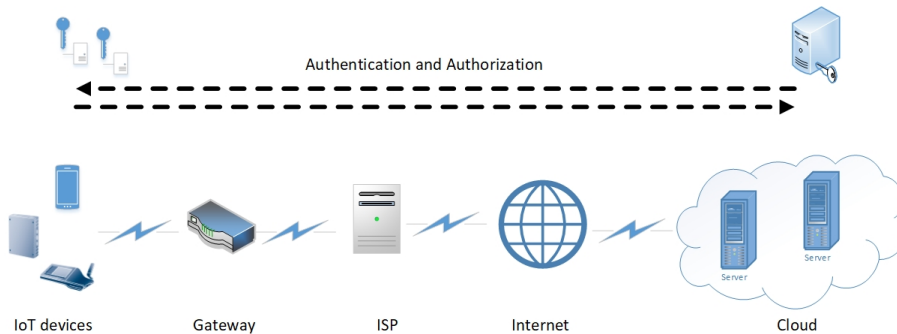 Authentication and Authorization
Server
Server
IoT devices
Gateway
ISP
Internet
Cloud